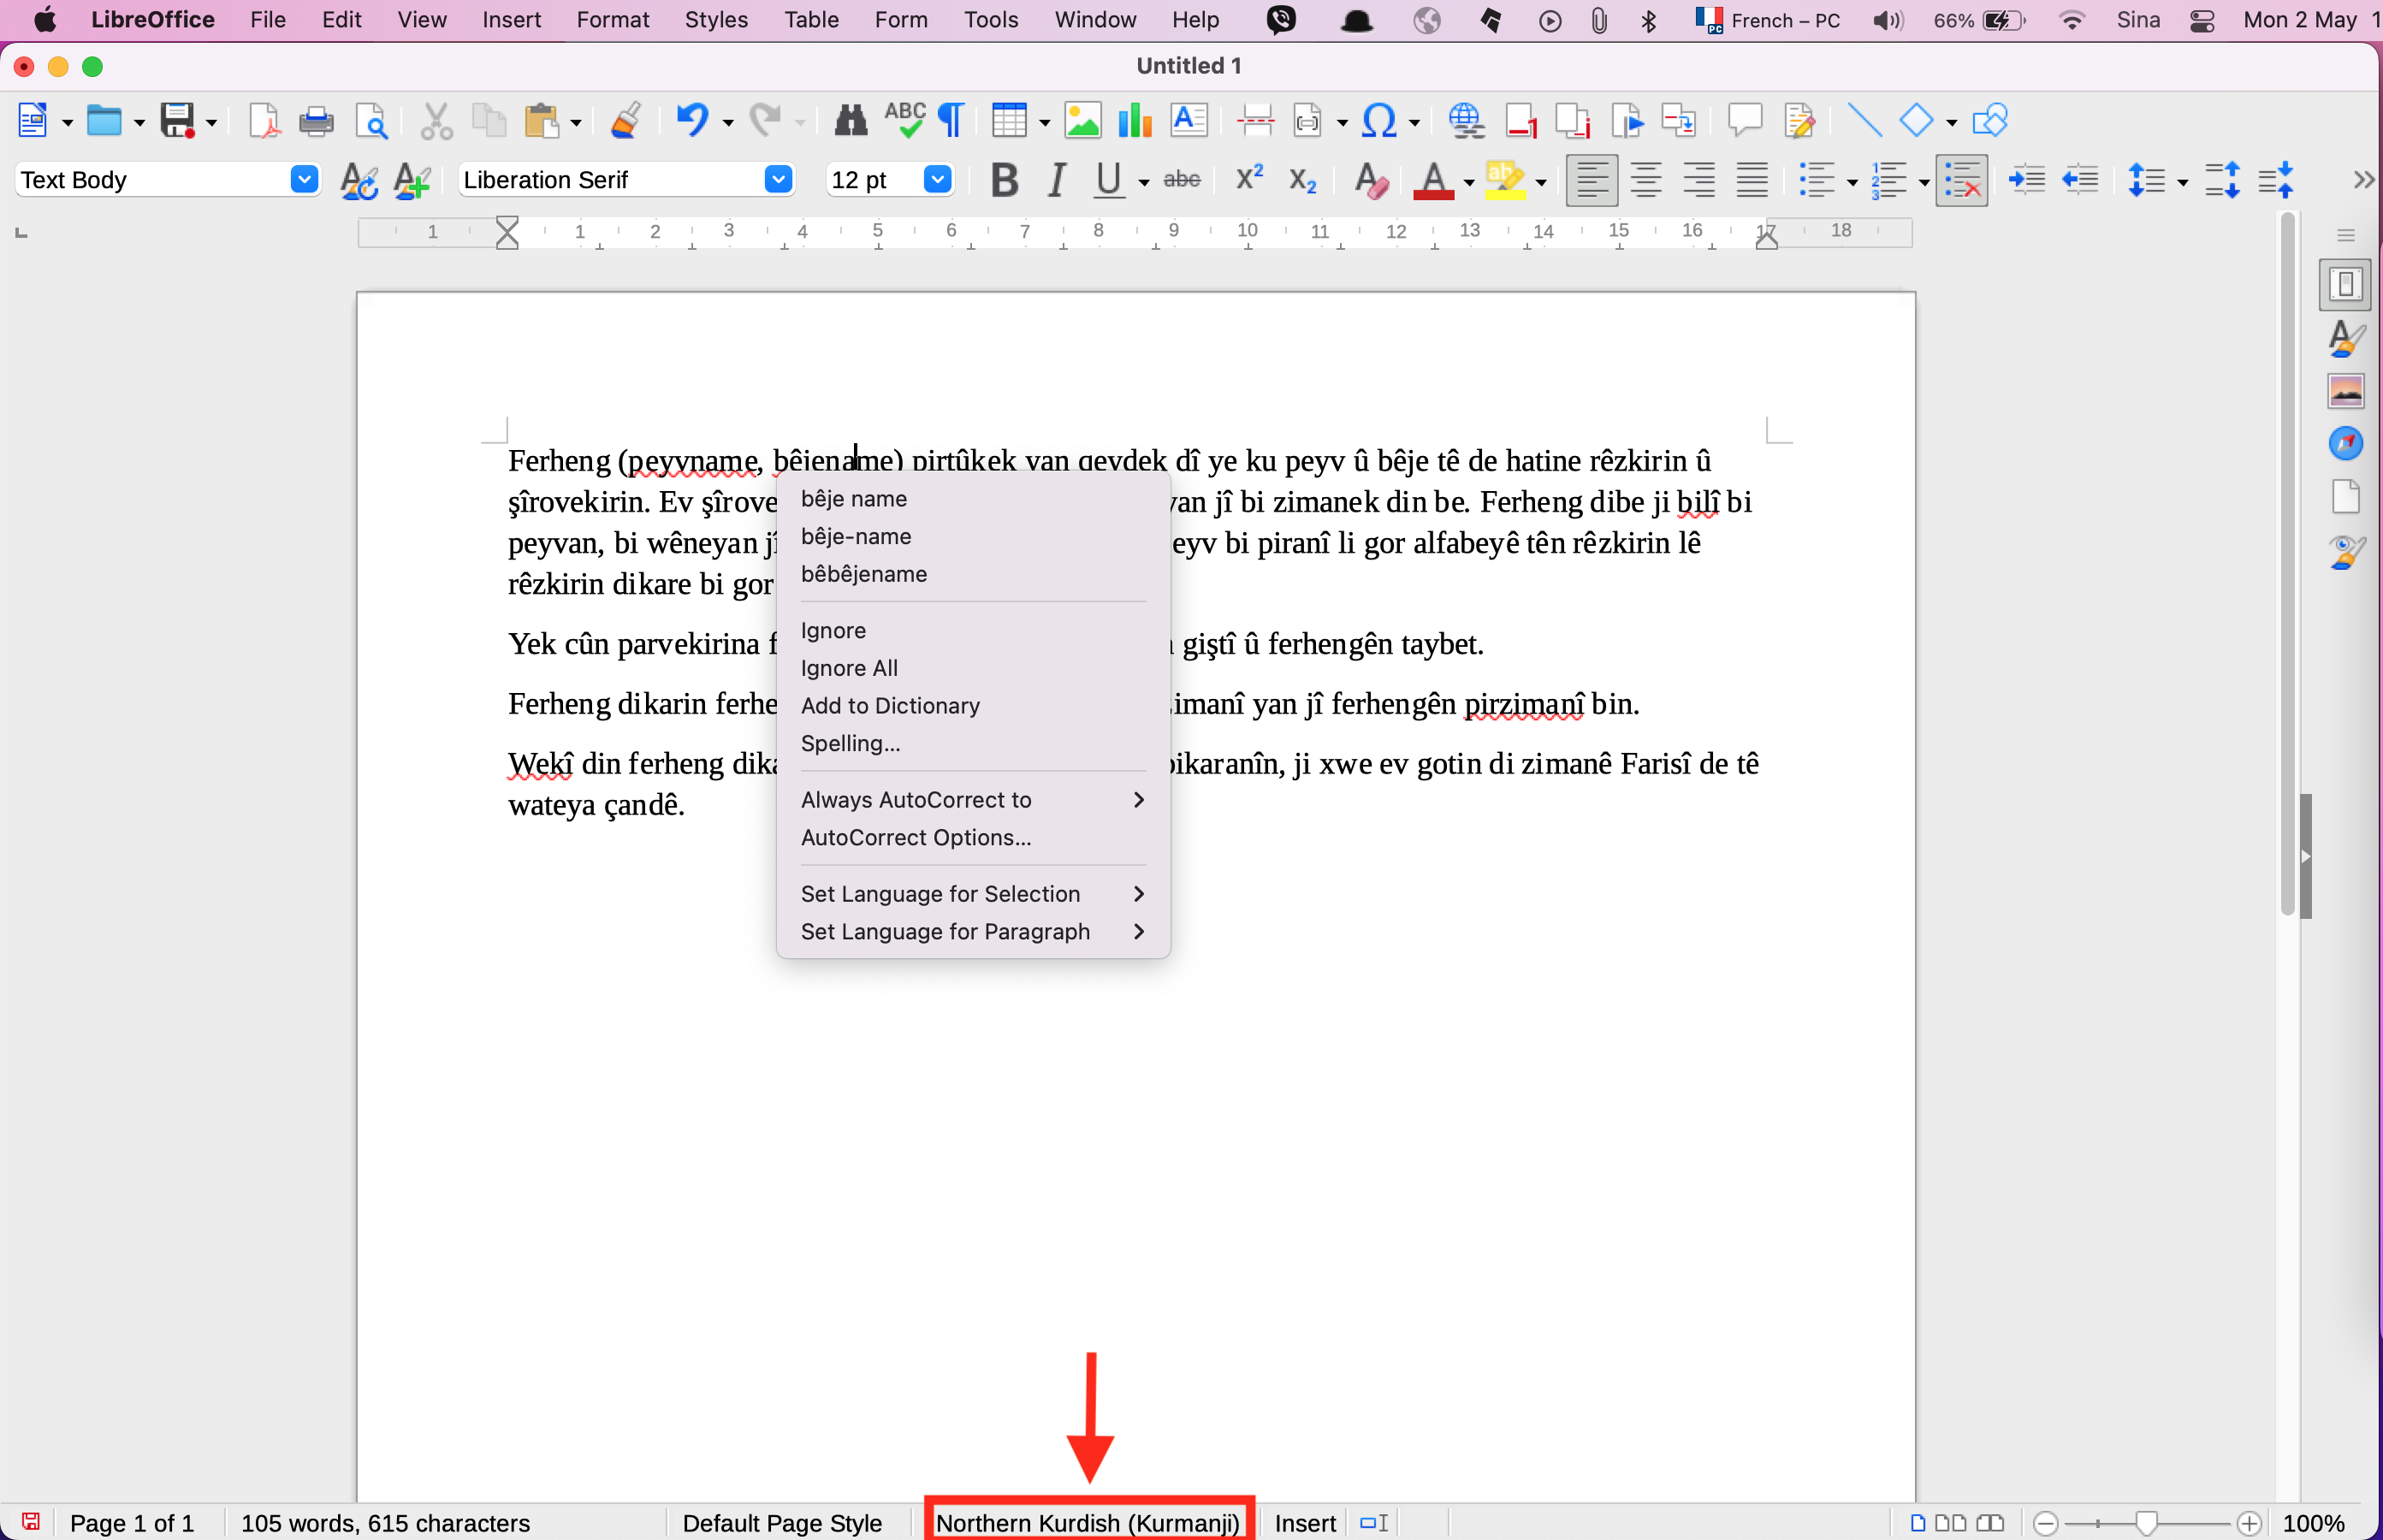 LibreOffice File Edit View Insert Format Styles Table Form Tools Window Help French – PC 66% Sina Mon 2 May 1
Untitled 1
ABC
Text Body Liberation Serif 12 pt
1 1 2 3 4 5 6 7 8 9 10 11 12 13 14 15 16 17 18
Ferheng (peyvname, bêjename) pirtûkek yan qeydek dî ye ku peyv û bêje tê de hatine rêzkirin û
şîrovekirin. Ev şîrove yan jî bi zimanek din be. Ferheng dibe ji bilî bi
peyvan, bi wêneyan jî eyv bi piranî li gor alfabeyê tên rêzkirin lê
rêzkirin dikare bi gor
Yek cûn parvekirina f giştî û ferhengên taybet.
Ferheng dikarin ferhe zimanî yan jî ferhengên pirzimanî bin.
Wekî din ferheng dika bikaranîn, ji xwe ev gotin di zimanê Farisî de tê
wateya çandê.
bêje name
bêje-name
bêbêjename
Ignore
Ignore All
Add to Dictionary
Spelling...
Always AutoCorrect to
AutoCorrect Options...
Set Language for Selection
Set Language for Paragraph
Page 1 of 1 105 words, 615 characters Default Page Style Northern Kurdish (Kurmanji) Insert 100%